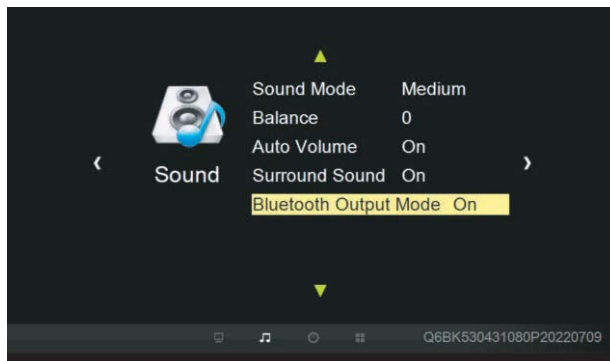 Sound Mode Medium
Balance 0
Auto Volume On
Sound
Surround Sound On
Bluetooth Output Mode On
Q6BK530431080P20220709